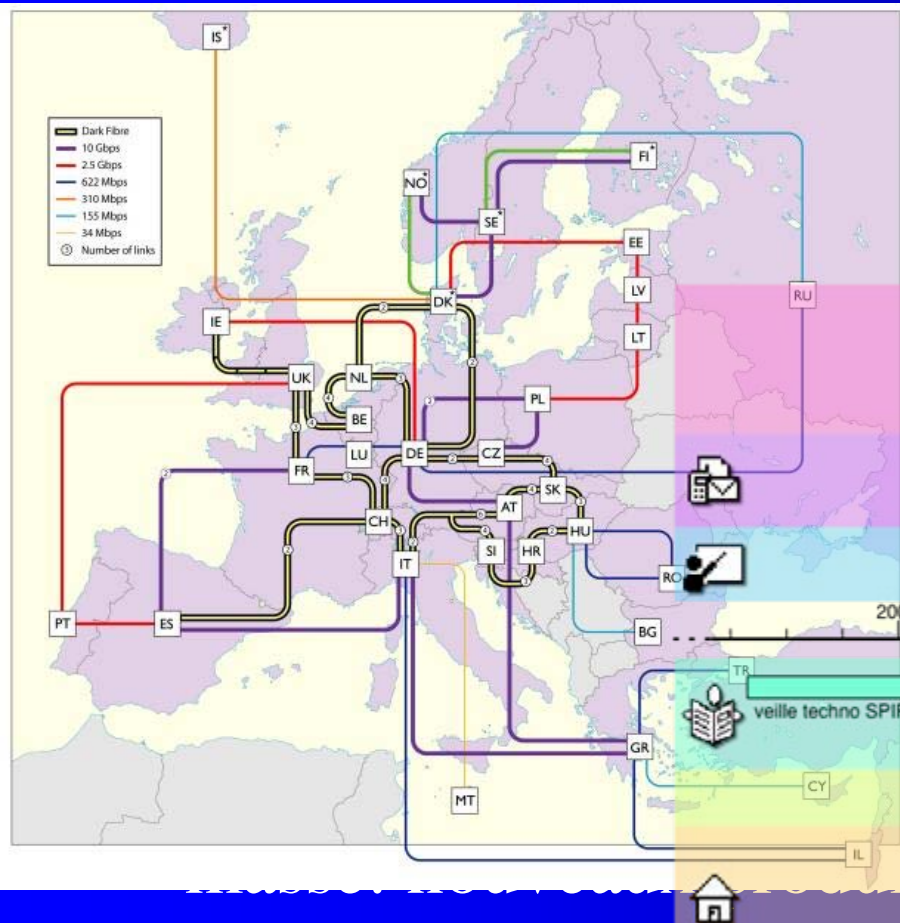 IS*
Dark Fibre
10 Gbps
2.5 Gbps
622 Mbps
310 Mbps
155 Mbps
34 Mbps
3 Number of links
FI*
NO*
SE*
EE
LV
RU
DK*
IE
LT
UK
NL
PL
BE
LU
DE
CZ
FR
SK
AT
CH
HU
SI
HR
IT
RO
PT
ES
BG
TR
veille techno
GR
CY
MT
IL